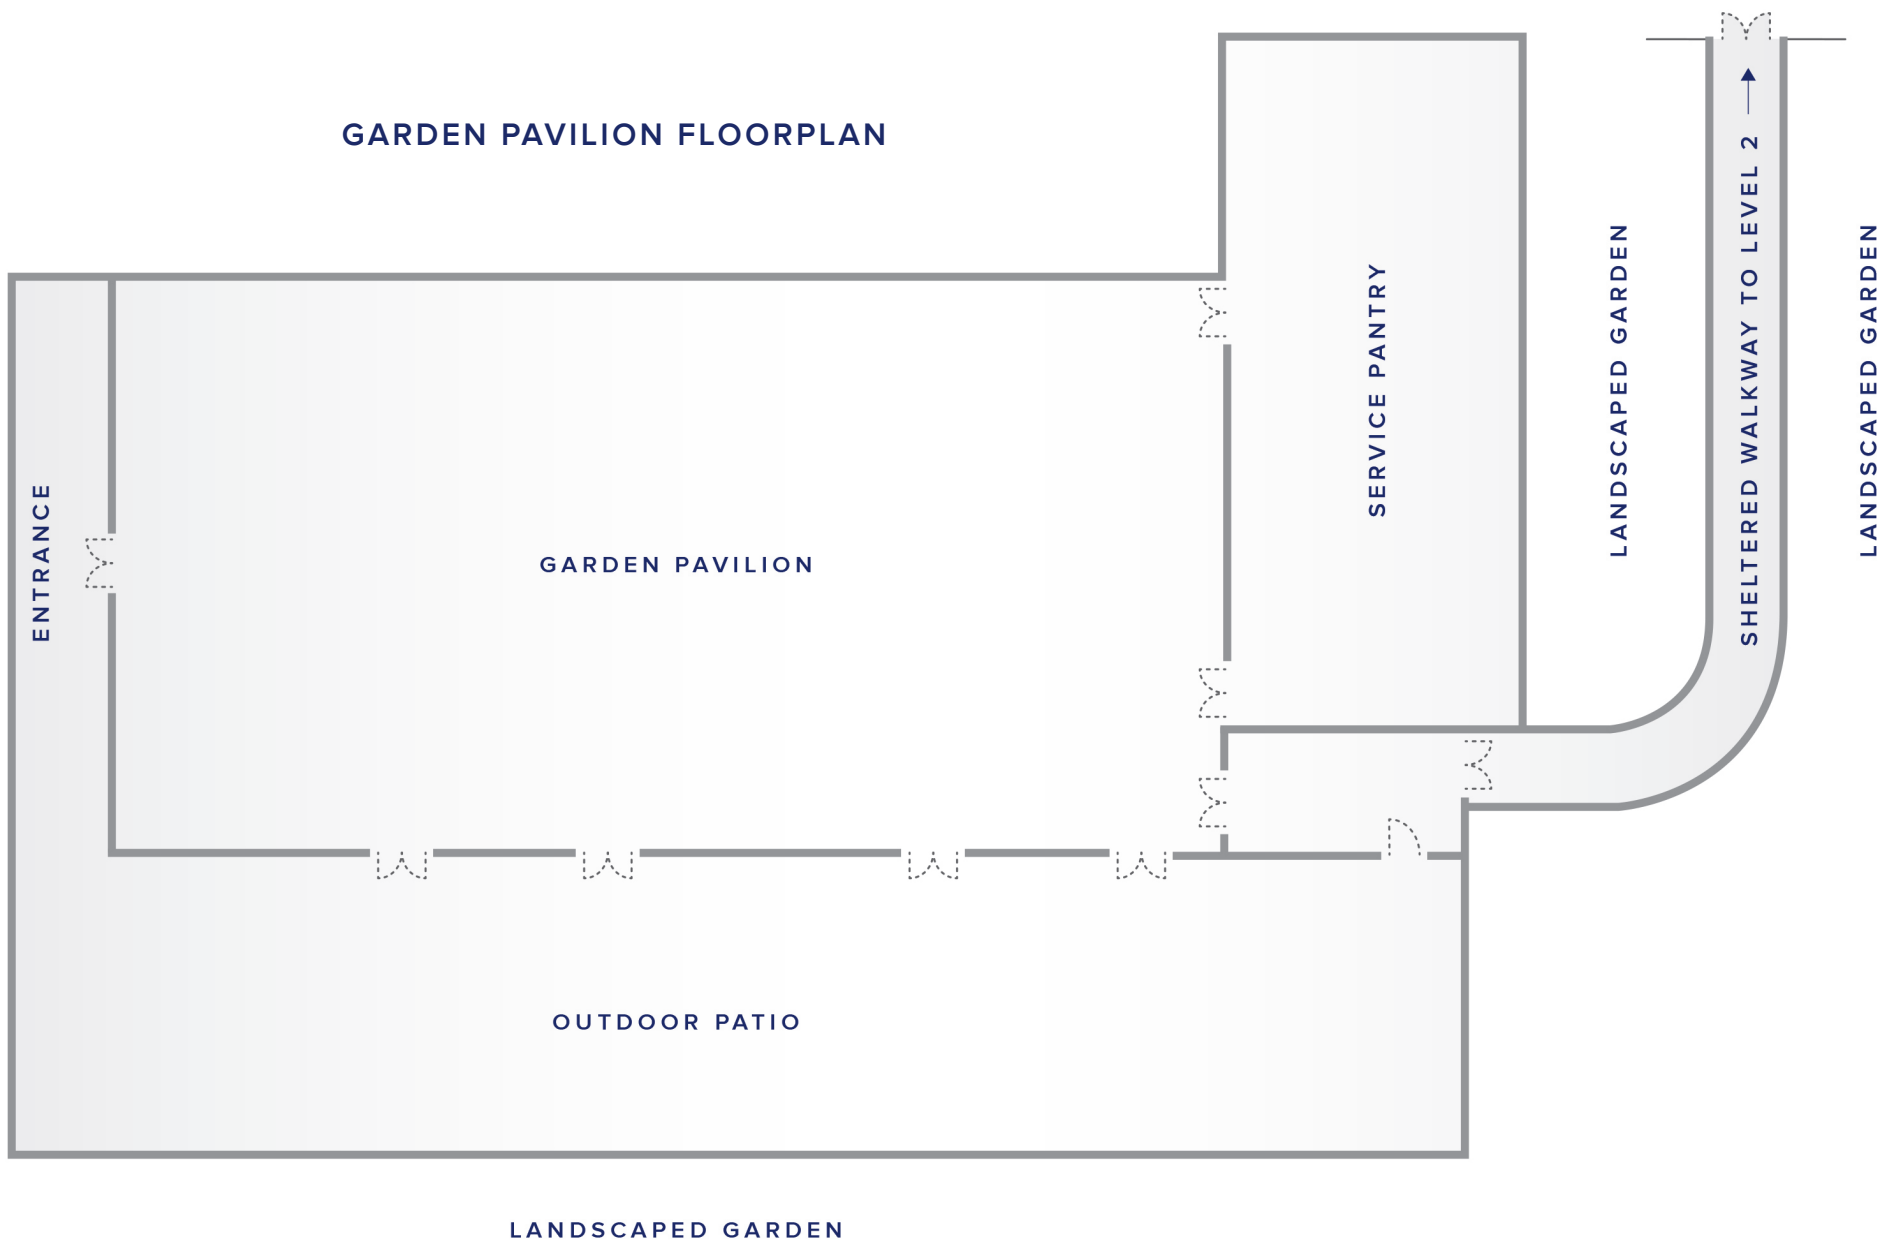 GARDEN PAVILION FLOORPLAN
ENTRANCE
GARDEN PAVILION
SERVICE PANTRY
LANDSCAPED GARDEN
SHELTERED WALKWAY TO LEVEL 2
LANDSCAPED GARDEN
OUTDOOR PATIO
LANDSCAPED GARDEN